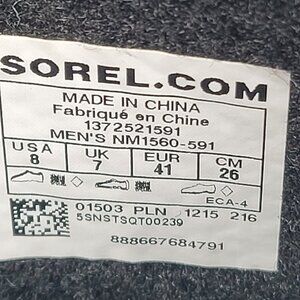 SOREL.COM
MADE IN CHINA
Fabriqué en Chine
1372521591
MEN'S NM1560-591
USA UK EUR CM
8 7 41 26
ECA-4
01503 PLN 1215 216
5SNSTSQT00239
888667684791